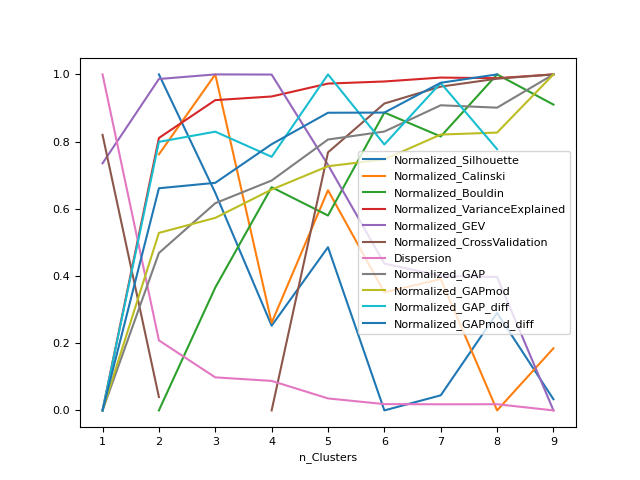 1.0
0.8
0.6
0.4
0.2
0.0
Normalized_Silhouette
Normalized_Calinski
Normalized_Bouldin
Normalized_VarianceExplained
Normalized_GEV
Normalized_CrossValidation
Dispersion
Normalized_GAP
Normalized_GAPmod
Normalized_GAP_diff
Normalized_GAPmod_diff
1 2 3 4 5 6 7 8 9
n_Clusters